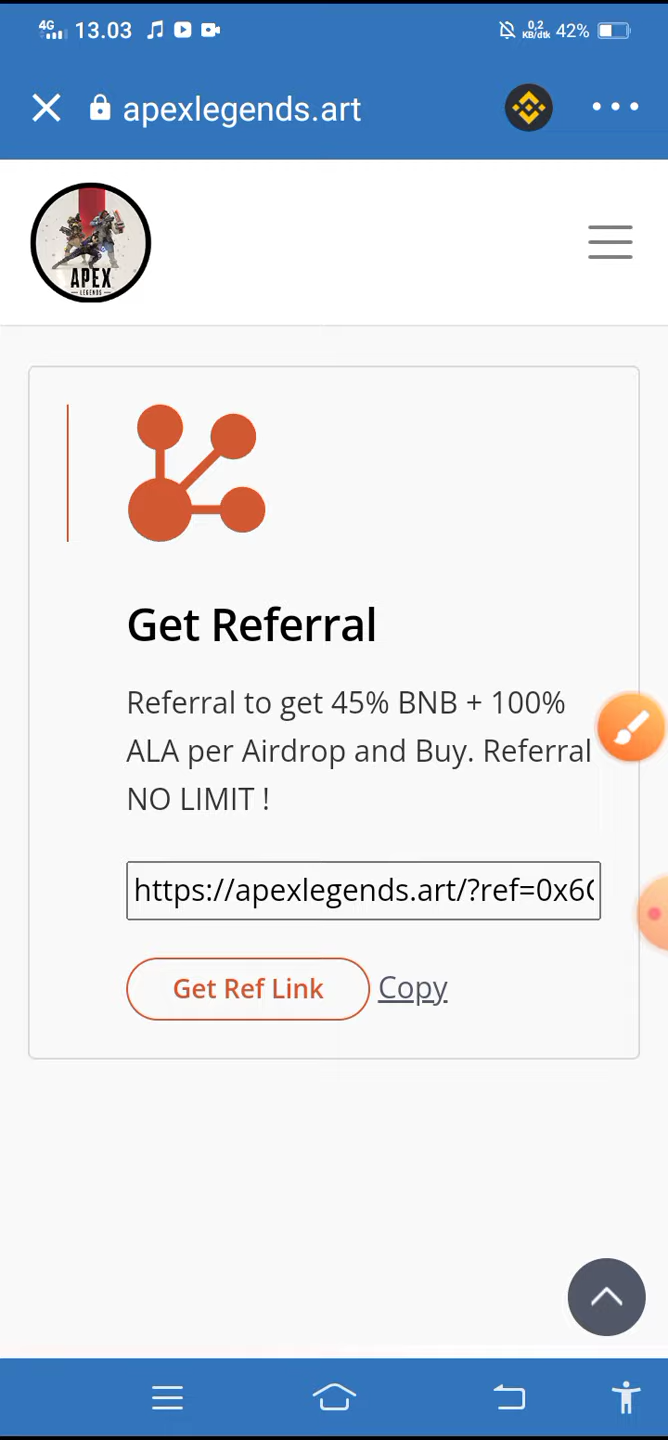 4G 13.03 0,2 KB/dtk 42%
apexlegends.art
APEX
LEGENDS
Get Referral
Referral to get 45% BNB + 100%
ALA per Airdrop and Buy. Referral
NO LIMIT !
https://apexlegends.art/?ref=0x6
Get Ref Link Copy